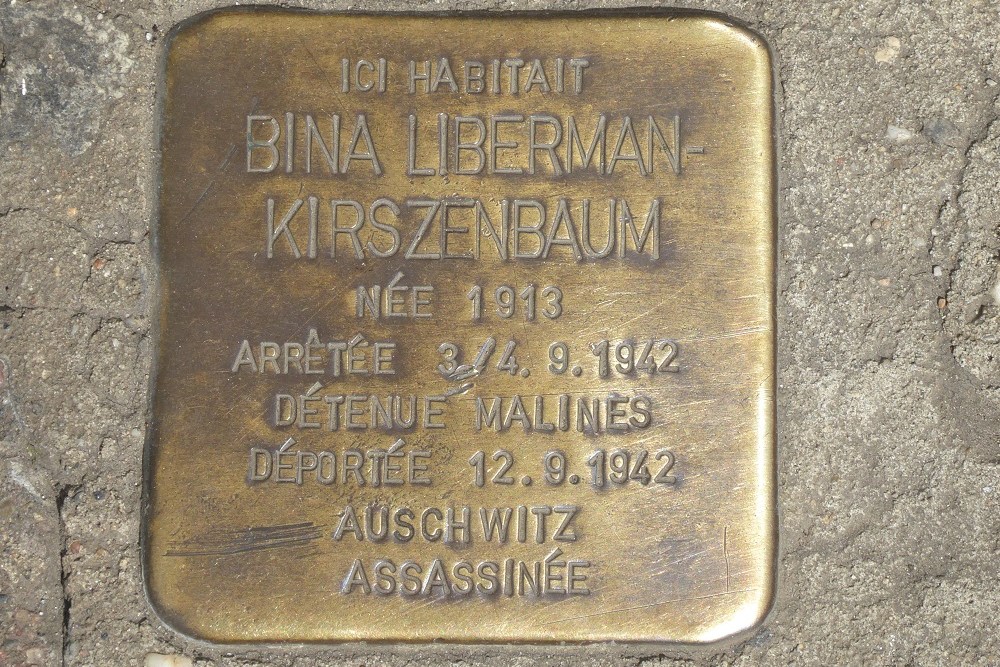 ICI HABITAIT
BINA LIBERMAN-
KIRSZENBAUM
NÉE 1913
ARRÊTÉE 3./4.9.1942
DÉTENUE MALINES
DÉPORTÉE 12.9.1942
AUSCHWITZ
ASSASSINÉE